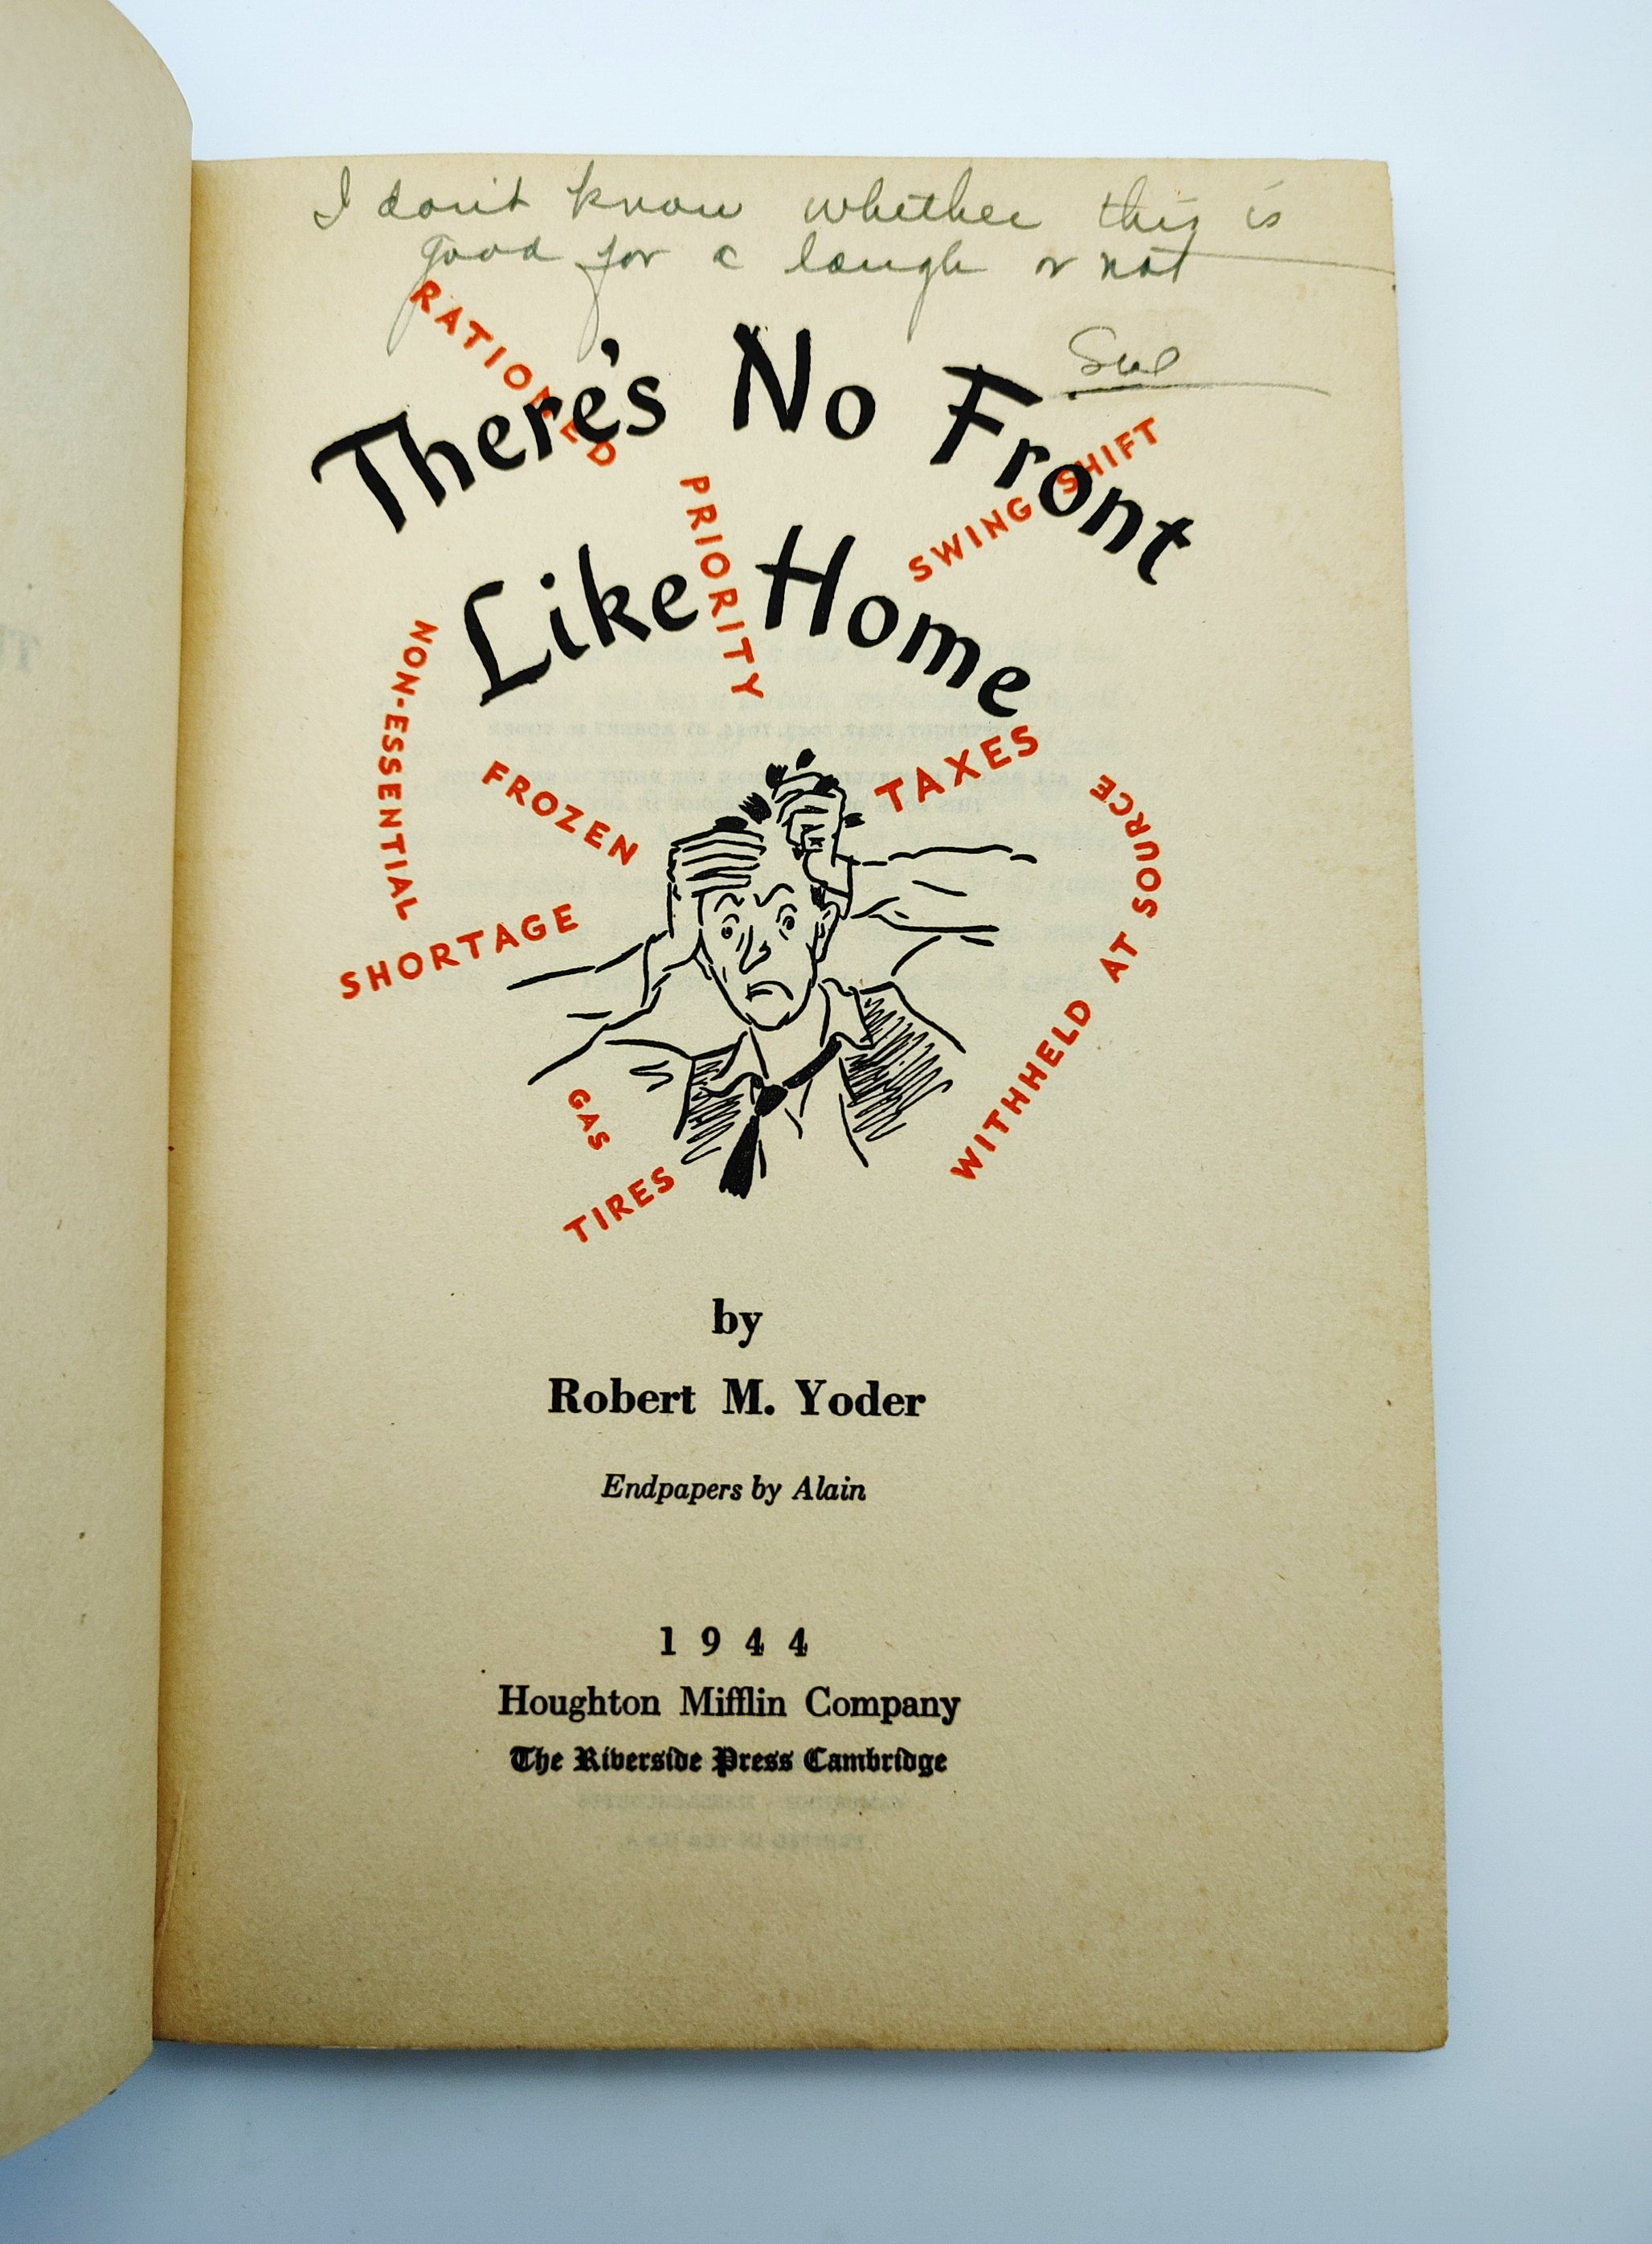 I don't know whether this is
good for a laugh or not
Sue
RATIONED
There's No Front
SWING SHIFT
PRIORITY
Like Home
NON-ESSENTIAL
FROZEN
TAXES
WITHHELD AT SOURCE
SHORTAGE
GAS
TIRES
by
Robert M. Yoder
Endpapers by Alain
1944
Houghton Mifflin Company
The Riverside Press Cambridge